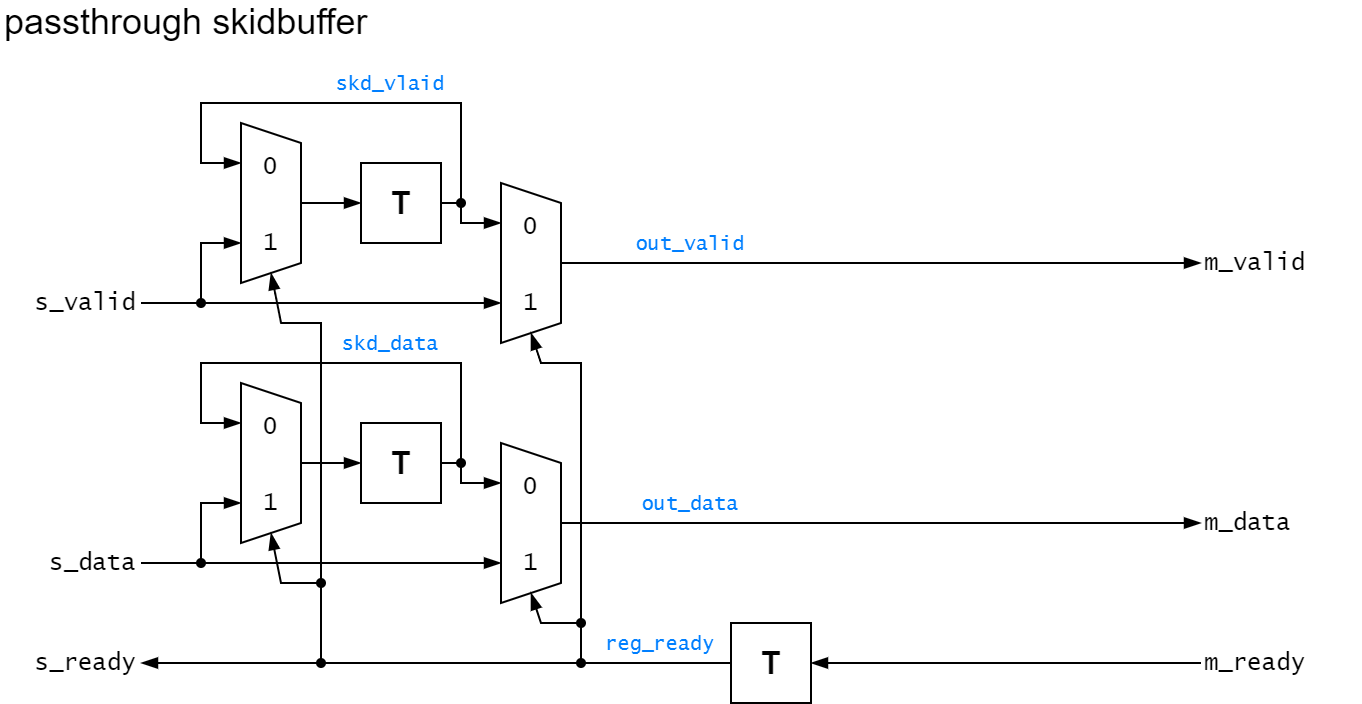 passthrough skidbuffer
skd_vlaid
0
T
1
0
out_valid
m_valid
1
s_valid
skd_data
0
T
1
0
out_data
m_data
1
s_data
reg_ready
s_ready
T
m_ready